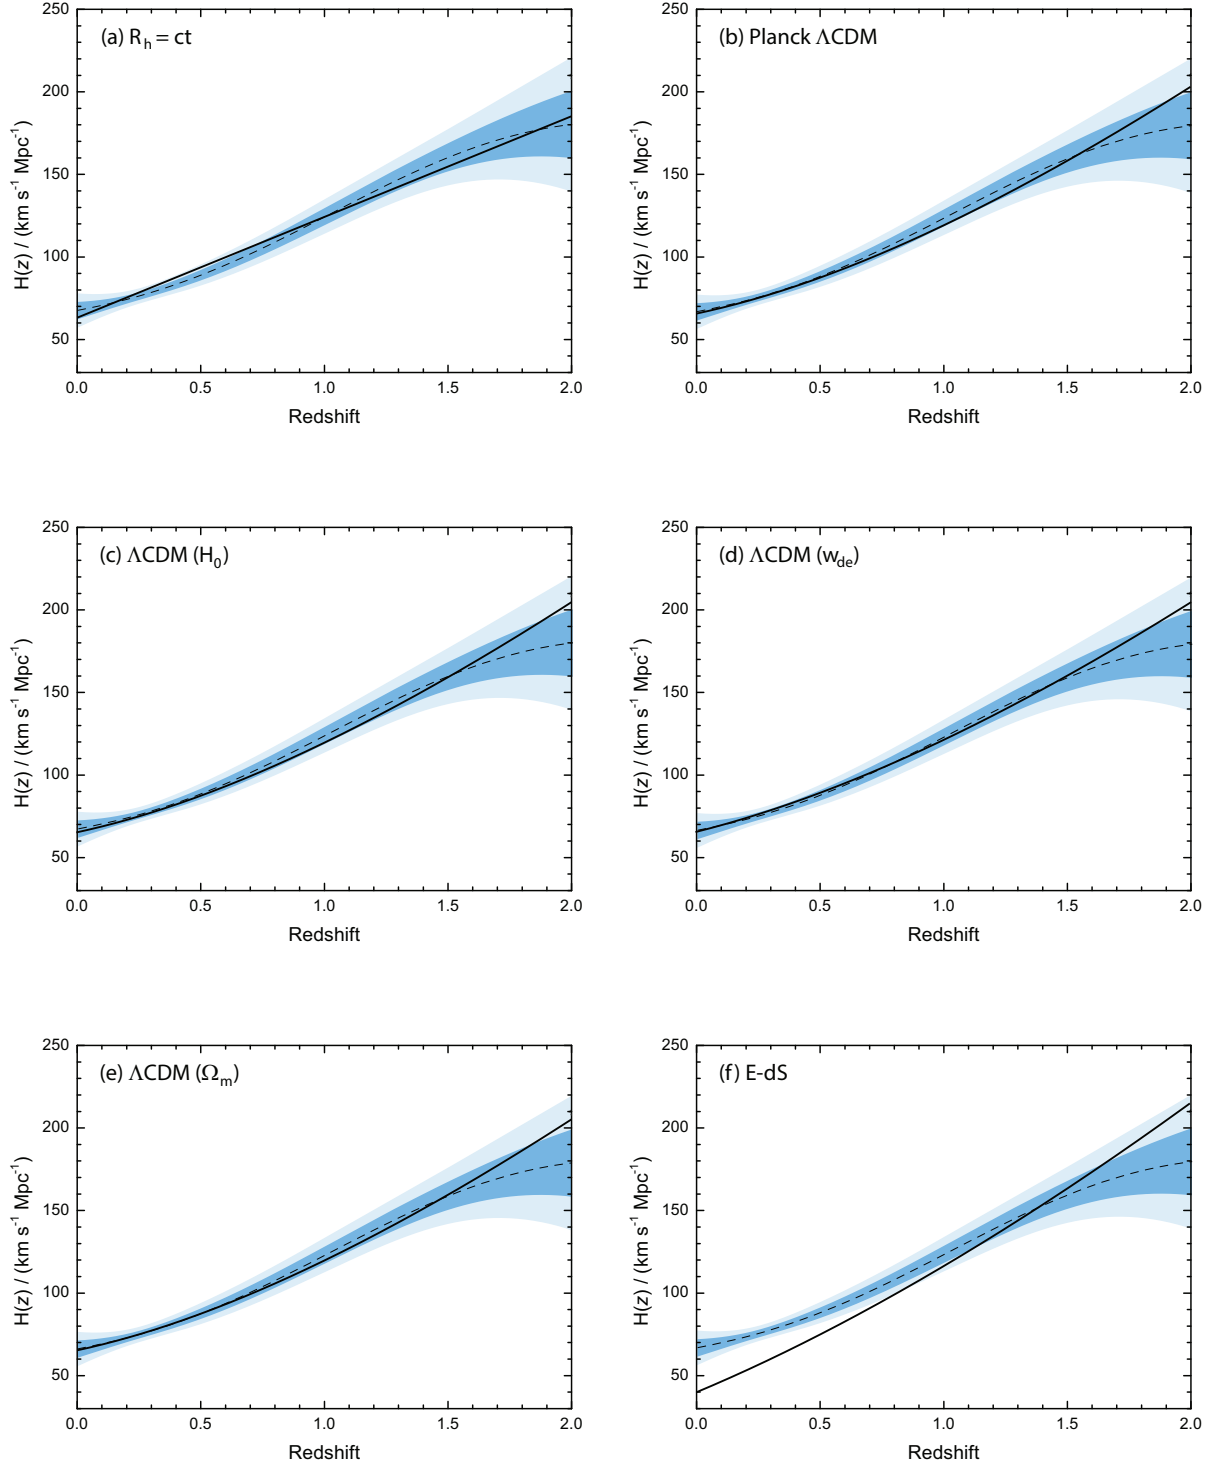 250
(a) Rh = ct
(b) Planck ΛCDM
200
150
100
50
H(z) / (km s-1 Mpc-1)
0.0 0.5 1.0 1.5 2.0
Redshift
250
200
150
100
50
H(z) / (km s-1 Mpc-1)
0.0 0.5 1.0 1.5 2.0
Redshift
250
(c) ΛCDM (H0)
200
150
100
50
H(z) / (km s-1 Mpc-1)
0.0 0.5 1.0 1.5 2.0
Redshift
250
(d) ΛCDM (wde)
200
150
100
50
H(z) / (km s-1 Mpc-1)
0.0 0.5 1.0 1.5 2.0
Redshift
250
(e) ΛCDM (Ωm)
200
150
100
50
H(z) / (km s-1 Mpc-1)
0.0 0.5 1.0 1.5 2.0
Redshift
250
(f) E-dS
200
150
100
50
H(z) / (km s-1 Mpc-1)
0.0 0.5 1.0 1.5 2.0
Redshift